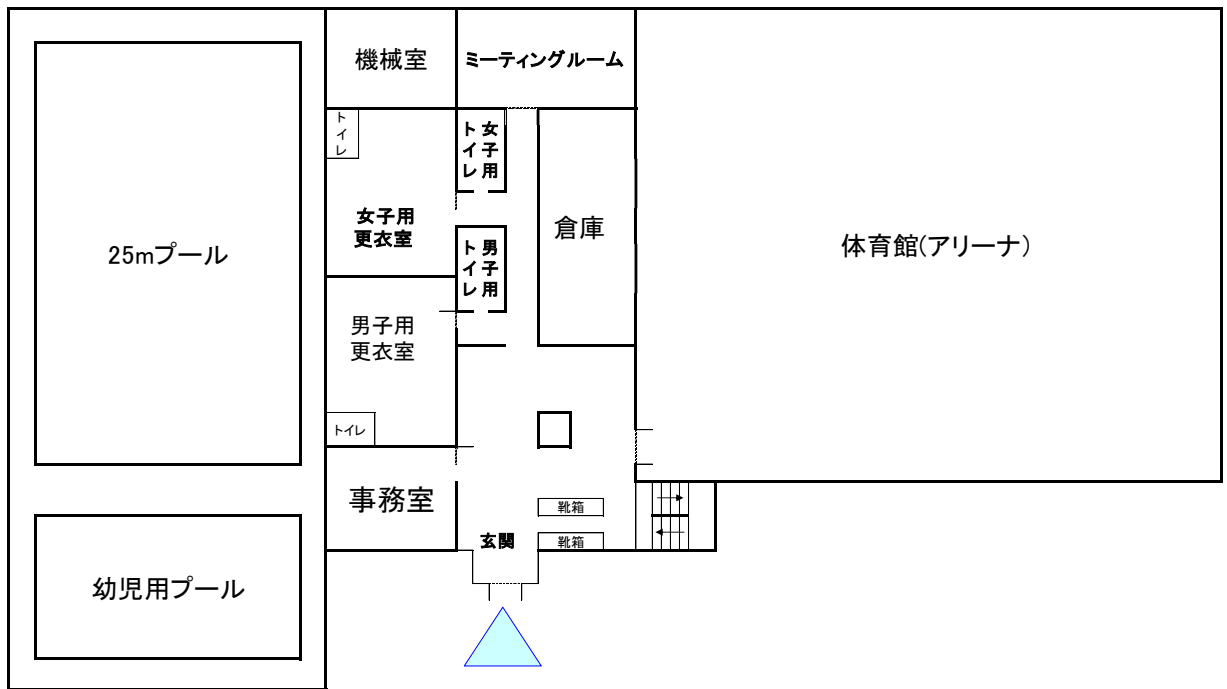 機械室
ミーティングルーム
トイレ
女子用
トイレ
女子用
更衣室
25mプール
倉庫
体育館(アリーナ)
男子用
トイレ
男子用
更衣室
トイレ
事務室
靴箱
玄関
靴箱
幼児用プール